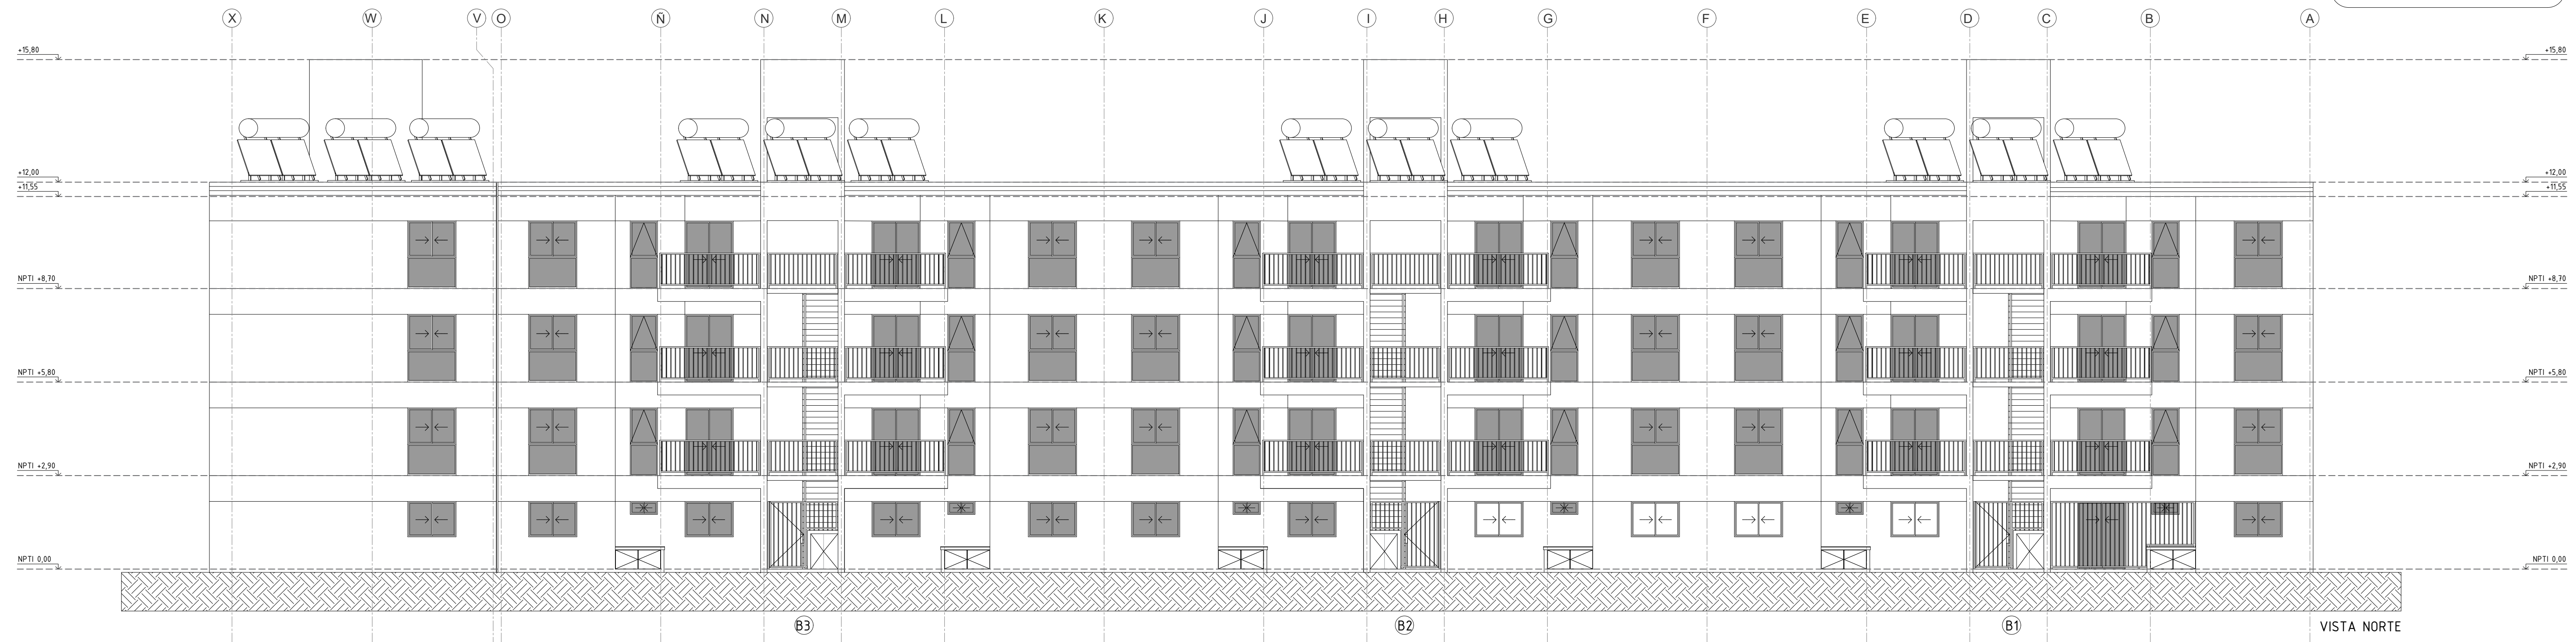 X W V O Ñ N M L K J I H G F E D C B A
+15,80 +15,80
+12,00 +12,00
+11,55 +11,55
NPTI +8,70 NPTI +8,70
NPTI +5,80 NPTI +5,80
NPTI +2,90 NPTI +2,90
NPTI 0,00 NPTI 0,00
B3 B2 B1 VISTA NORTE